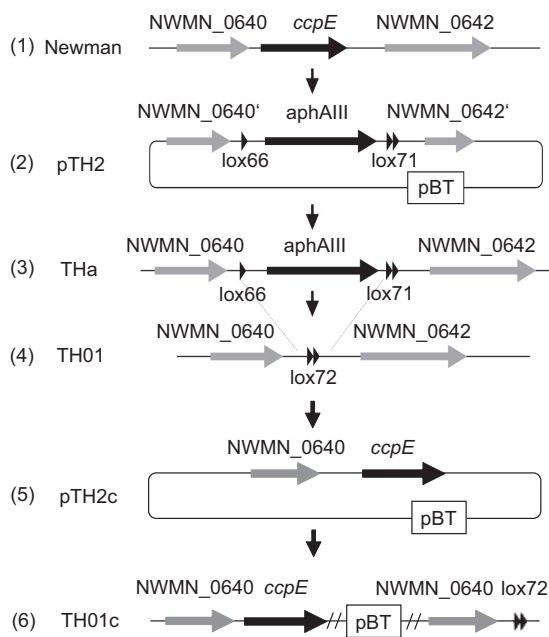 NWMN_0640 ccpE NWMN_0642
(1) Newman
NWMN_0640‘ aphAIII NWMN_0642‘
lox66 lox71
(2) pTH2 pBT
NWMN_0640 aphAIII NWMN_0642
(3) THa
lox66 lox71
NWMN_0640 NWMN_0642
(4) TH01
lox72
NWMN_0640 ccpE
(5) pTH2c
pBT
NWMN_0640 ccpE NWMN_0640 lox72
(6) TH01c // pBT //